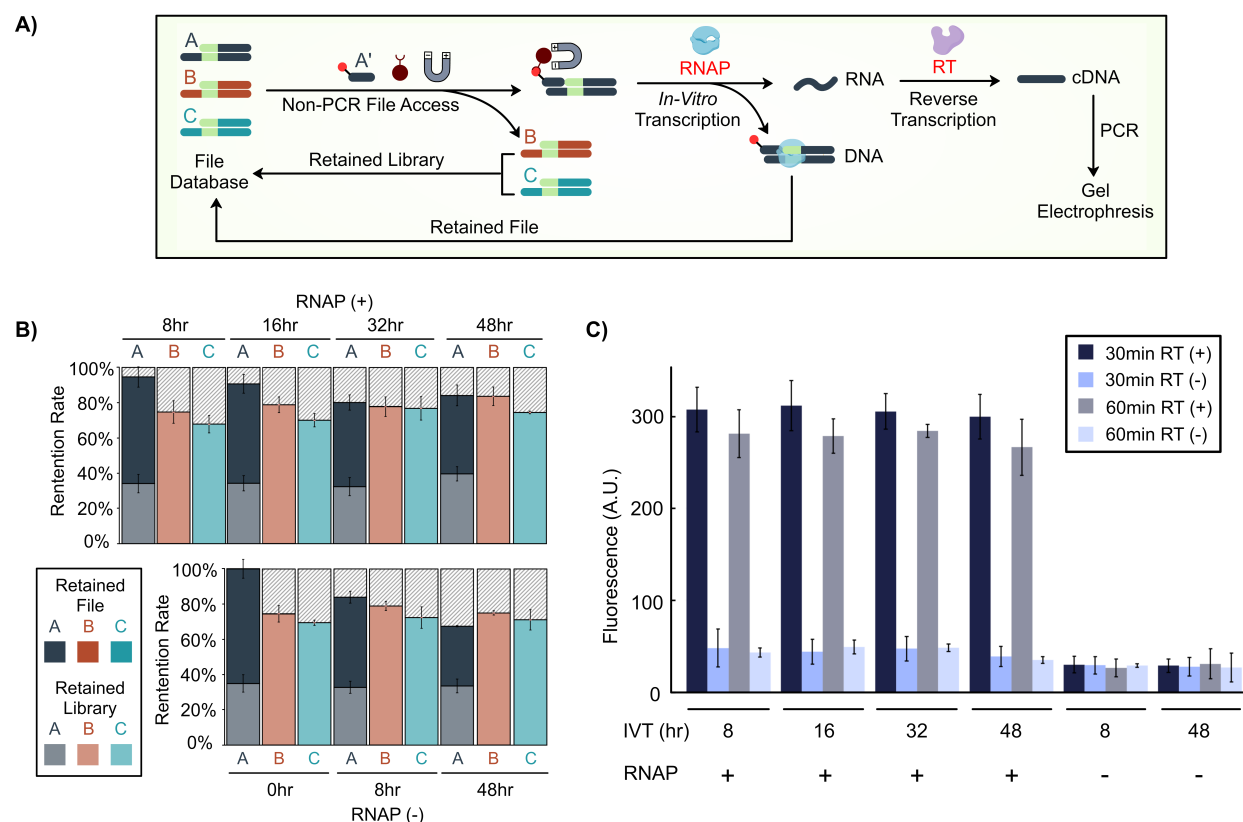 A)
A
B
C
File
Database
A'
Non-PCR File Access
Retained Library
B
C
Retained File
RNAP
In-Vitro
Transcription
DNA
RNA
RT
Reverse
Transcription
cDNA
PCR
Gel
Electrophresis
B)
RNAP (+)
8hr 16hr 32hr 48hr
A B C A B C A B C A B C
Rentention Rate
100%
80%
60%
40%
20%
0%
Rentention Rate
100%
80%
60%
40%
20%
0%
A B C A B C A B C
0hr 8hr 48hr
RNAP (-)
Retained
File
A B C
Retained
Library
A B C
C)
30min RT (+)
30min RT (-)
60min RT (+)
60min RT (-)
Fluorescence (A.U.)
300
200
100
0
IVT (hr) 8 16 32 48 8 48
RNAP + + + + - -